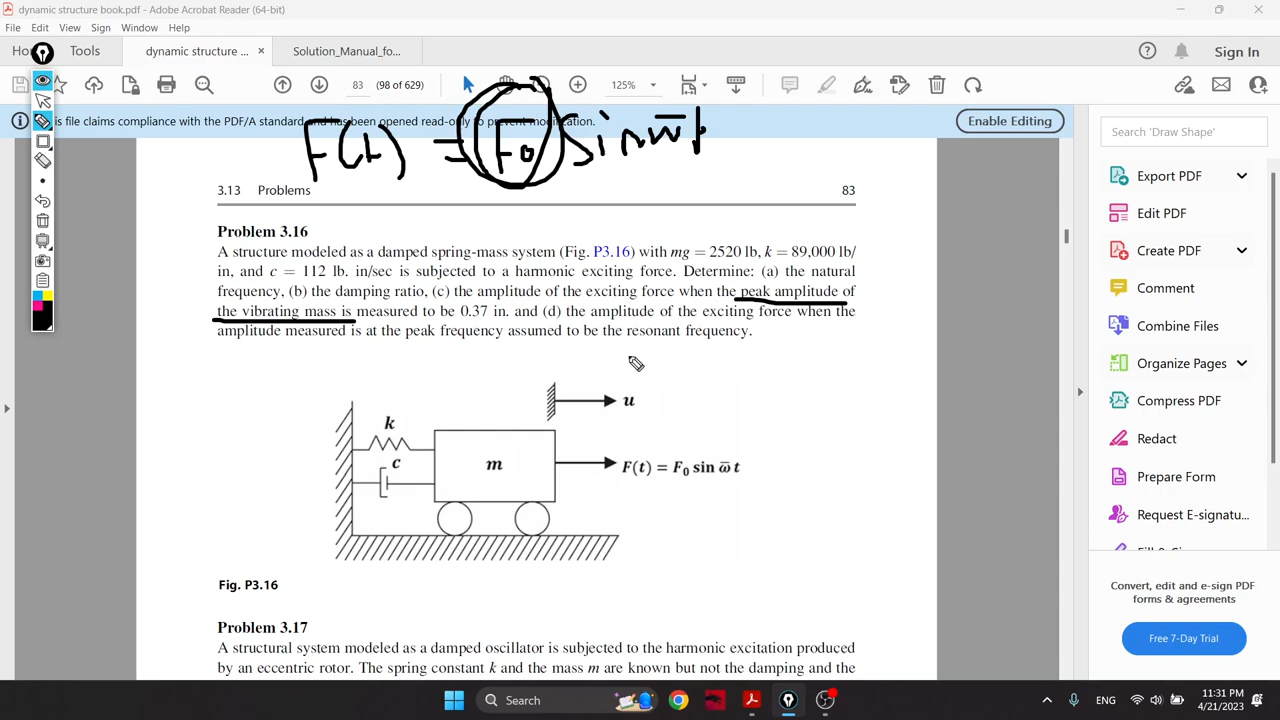 dynamic structure book.pdf - Adobe Acrobat Reader (64-bit)
File Edit View Sign Window Help
Tools dynamic structure ... × Solution_Manual_fo... Sign In
83 (98 of 629) 125%
is file claims compliance with the PDF/A standard and has been opened read-only to prevent modification. Enable Editing
F(t) = F₀ sin ω̅ t
Search 'Draw Shape'
3.13 Problems 83
Problem 3.16
A structure modeled as a damped spring-mass system (Fig. P3.16) with mg = 2520 lb, k = 89,000 lb/
in, and c = 112 lb. in/sec is subjected to a harmonic exciting force. Determine: (a) the natural
frequency, (b) the damping ratio, (c) the amplitude of the exciting force when the peak amplitude of
the vibrating mass is measured to be 0.37 in. and (d) the amplitude of the exciting force when the
amplitude measured is at the peak frequency assumed to be the resonant frequency.
u
k
c
m
F(t) = F₀ sin ω̅ t
Fig. P3.16
Problem 3.17
A structural system modeled as a damped oscillator is subjected to the harmonic excitation produced
by an eccentric rotor. The spring constant k and the mass m are known but not the damping and the
Export PDF
Edit PDF
Create PDF
Comment
Combine Files
Organize Pages
Compress PDF
Redact
Prepare Form
Request E-signatu...
Convert, edit and e-sign PDF
forms & agreements
Free 7-Day Trial
Search
ENG
11:31 PM
4/21/2023